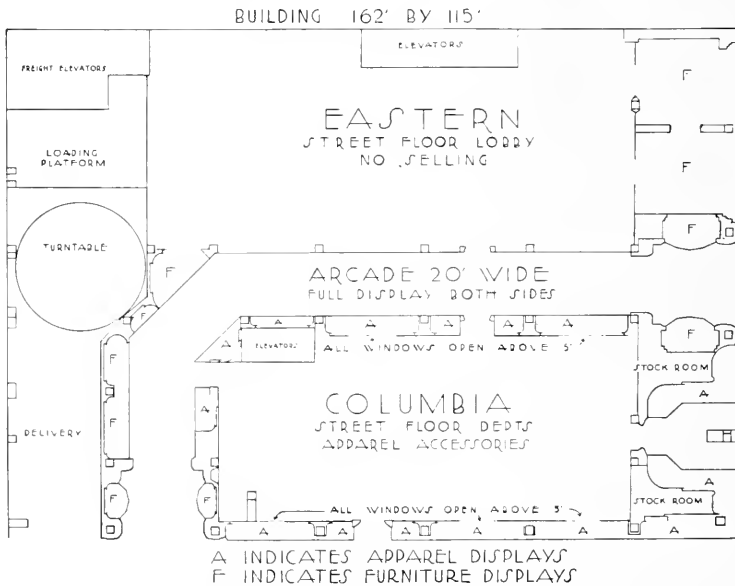 BUILDING 162' BY 115'
ELEVATORS
FREIGHT ELEVATORS
F
EASTERN
STREET FLOOR LOBBY
NO SELLING
LOADING
PLATFORM
F
TURNTABLE
F
F
ARCADE 20' WIDE
FULL DISPLAY BOTH SIDES
F
A
A
A
A
A
F
A
ELEVATORS
ALL WINDOWS OPEN ABOVE 5'
F
STOCK ROOM
A
A
COLUMBIA
STREET FLOOR DEPTS
APPAREL ACCESSORIES
F
DELIVERY
A
F
F
STOCK ROOM
ALL WINDOWS OPEN ABOVE 5'
A
A
A
A
A
A
A INDICATES APPAREL DISPLAYS
F INDICATES FURNITURE DISPLAYS